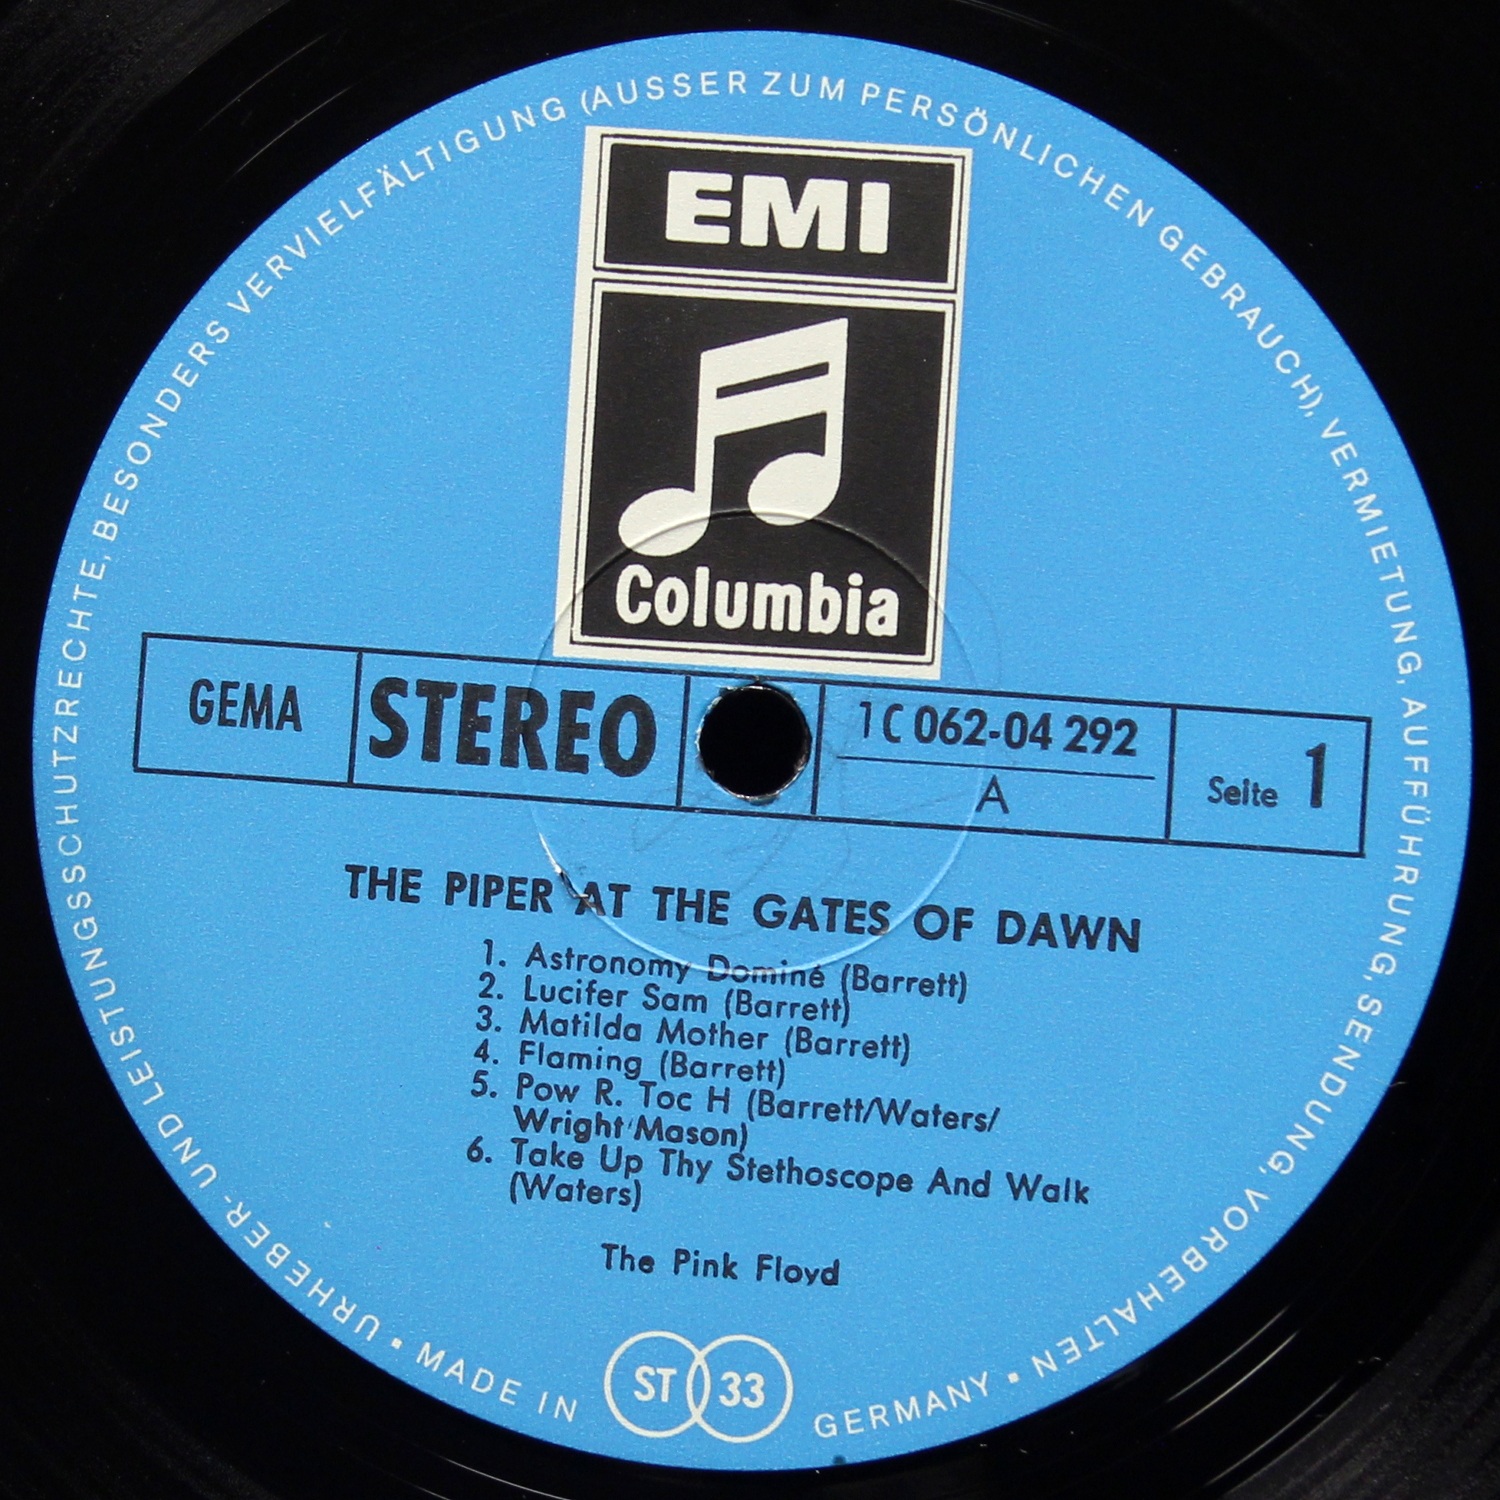 URHEBER- UND LEISTUNGSSCHUTZRECHTE, BESONDERS VERVIELFÄLTIGUNG (AUSSER ZUM PERSÖNLICHEN GEBRAUCH), VERMIETUNG, AUFFÜHRUNG, SENDUNG, VORBEHALTEN ▪
EMI
Columbia
GEMA STEREO 1C 062-04 292 Seite 1
A
THE PIPER AT THE GATES OF DAWN
1. Astronomy Dominé (Barrett)
2. Lucifer Sam (Barrett)
3. Matilda Mother (Barrett)
4. Flaming (Barrett)
5. Pow R. Toc H (Barrett/Waters/
Wright/Mason)
6. Take Up Thy Stethoscope And Walk
(Waters)
The Pink Floyd
▪ MADE IN ST 33 GERMANY